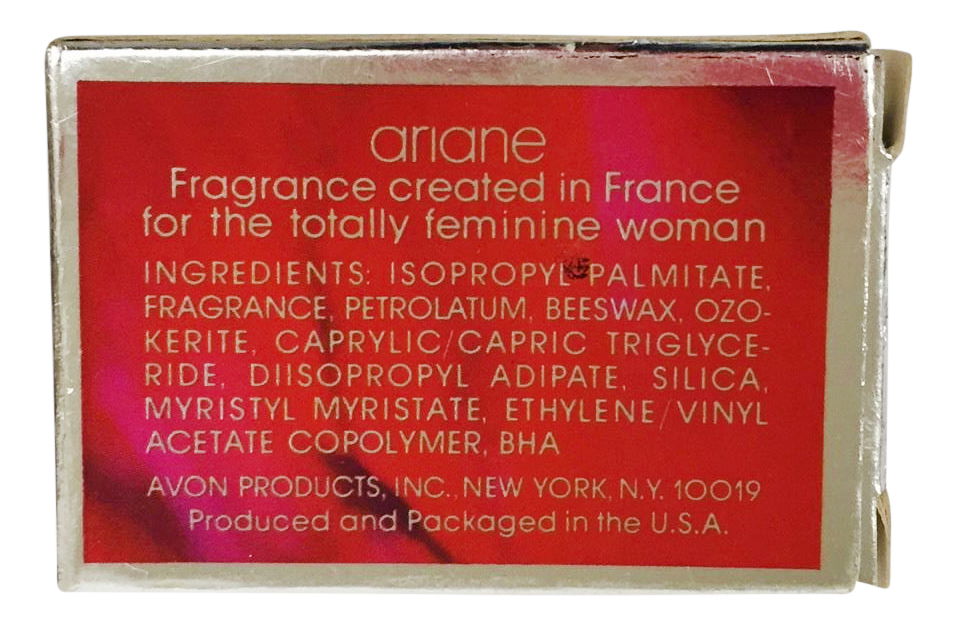 ariane
Fragrance created in France
for the totally feminine woman
INGREDIENTS: ISOPROPYL PALMITATE,
FRAGRANCE, PETROLATUM, BEESWAX, OZO-
KERITE, CAPRYLIC/CAPRIC TRIGLYCE-
RIDE, DIISOPROPYL ADIPATE, SILICA,
MYRISTYL MYRISTATE, ETHYLENE/VINYL
ACETATE COPOLYMER, BHA
AVON PRODUCTS, INC., NEW YORK, N.Y. 10019
Produced and Packaged in the U.S.A.